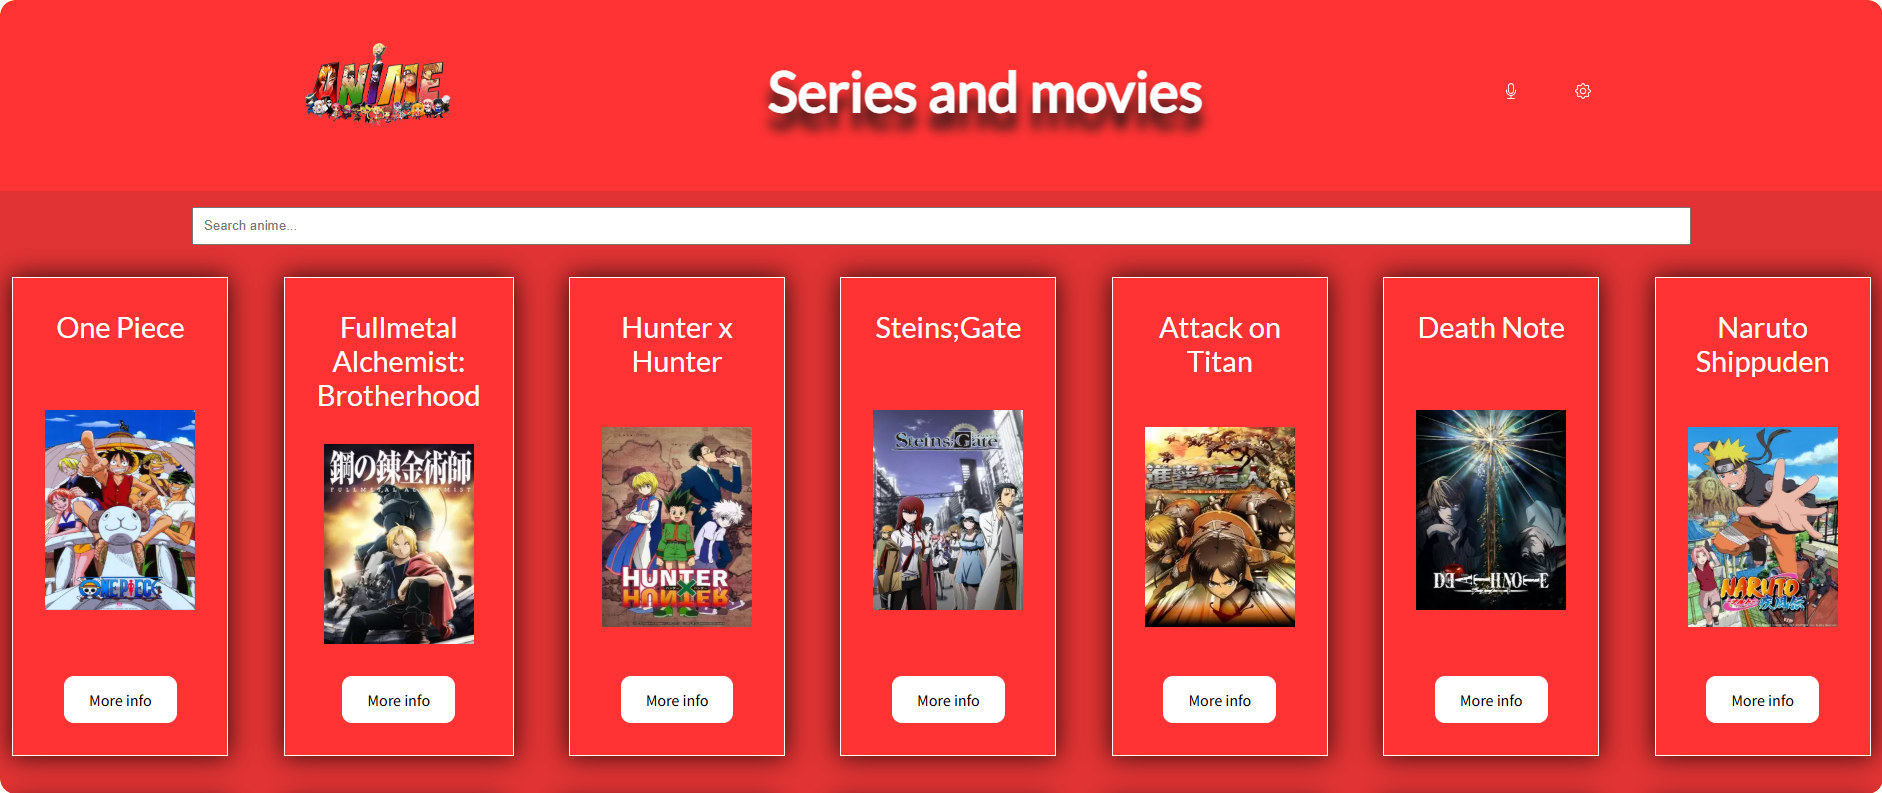 ANIME
Series and movies
Search anime...
One Piece
Fullmetal
Alchemist:
Brotherhood
Hunter x
Hunter
Steins;Gate
Attack on
Titan
Death Note
Naruto
Shippuden
ONE PIECE
鋼の錬金術師
FULLMETAL ALCHEMIST
HUNTER
HUNTER
Steins;Gate
進撃の巨人
DEATH NOTE
NARUTO
疾風伝
More info
More info
More info
More info
More info
More info
More info